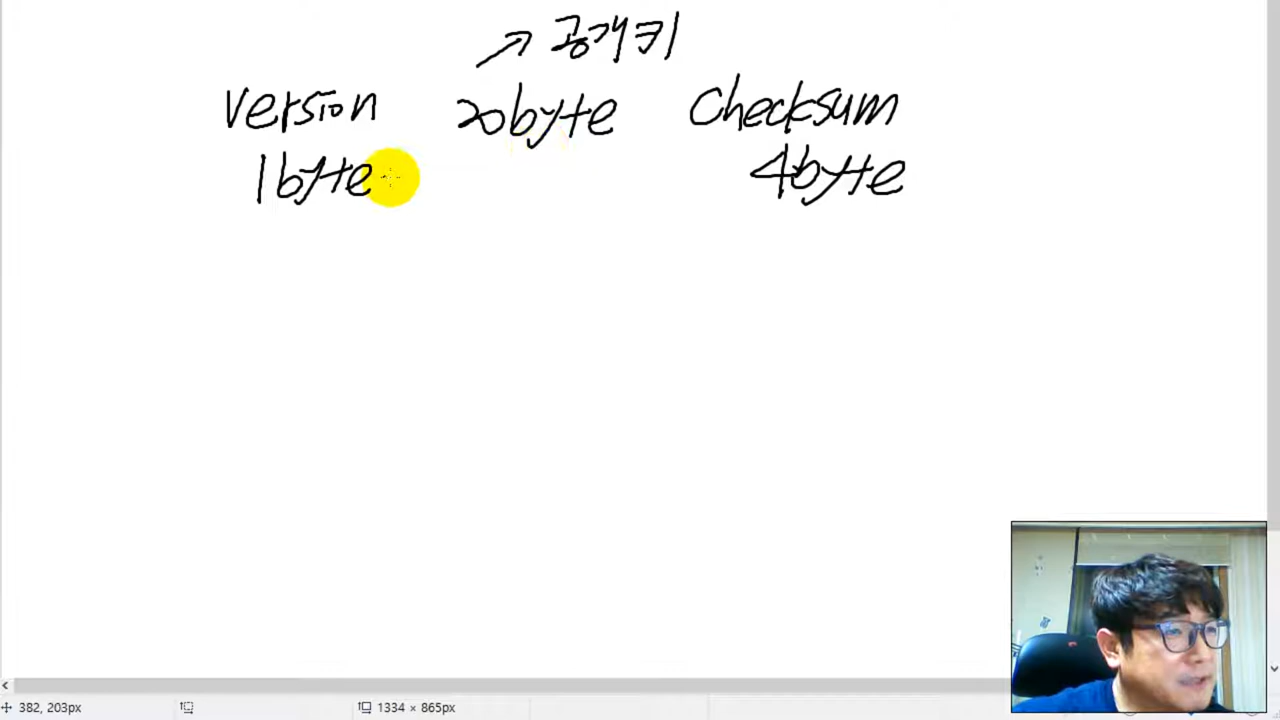 → 공개키
version 20byte checksum
1byte 4byte
382, 203px 1334 × 865px